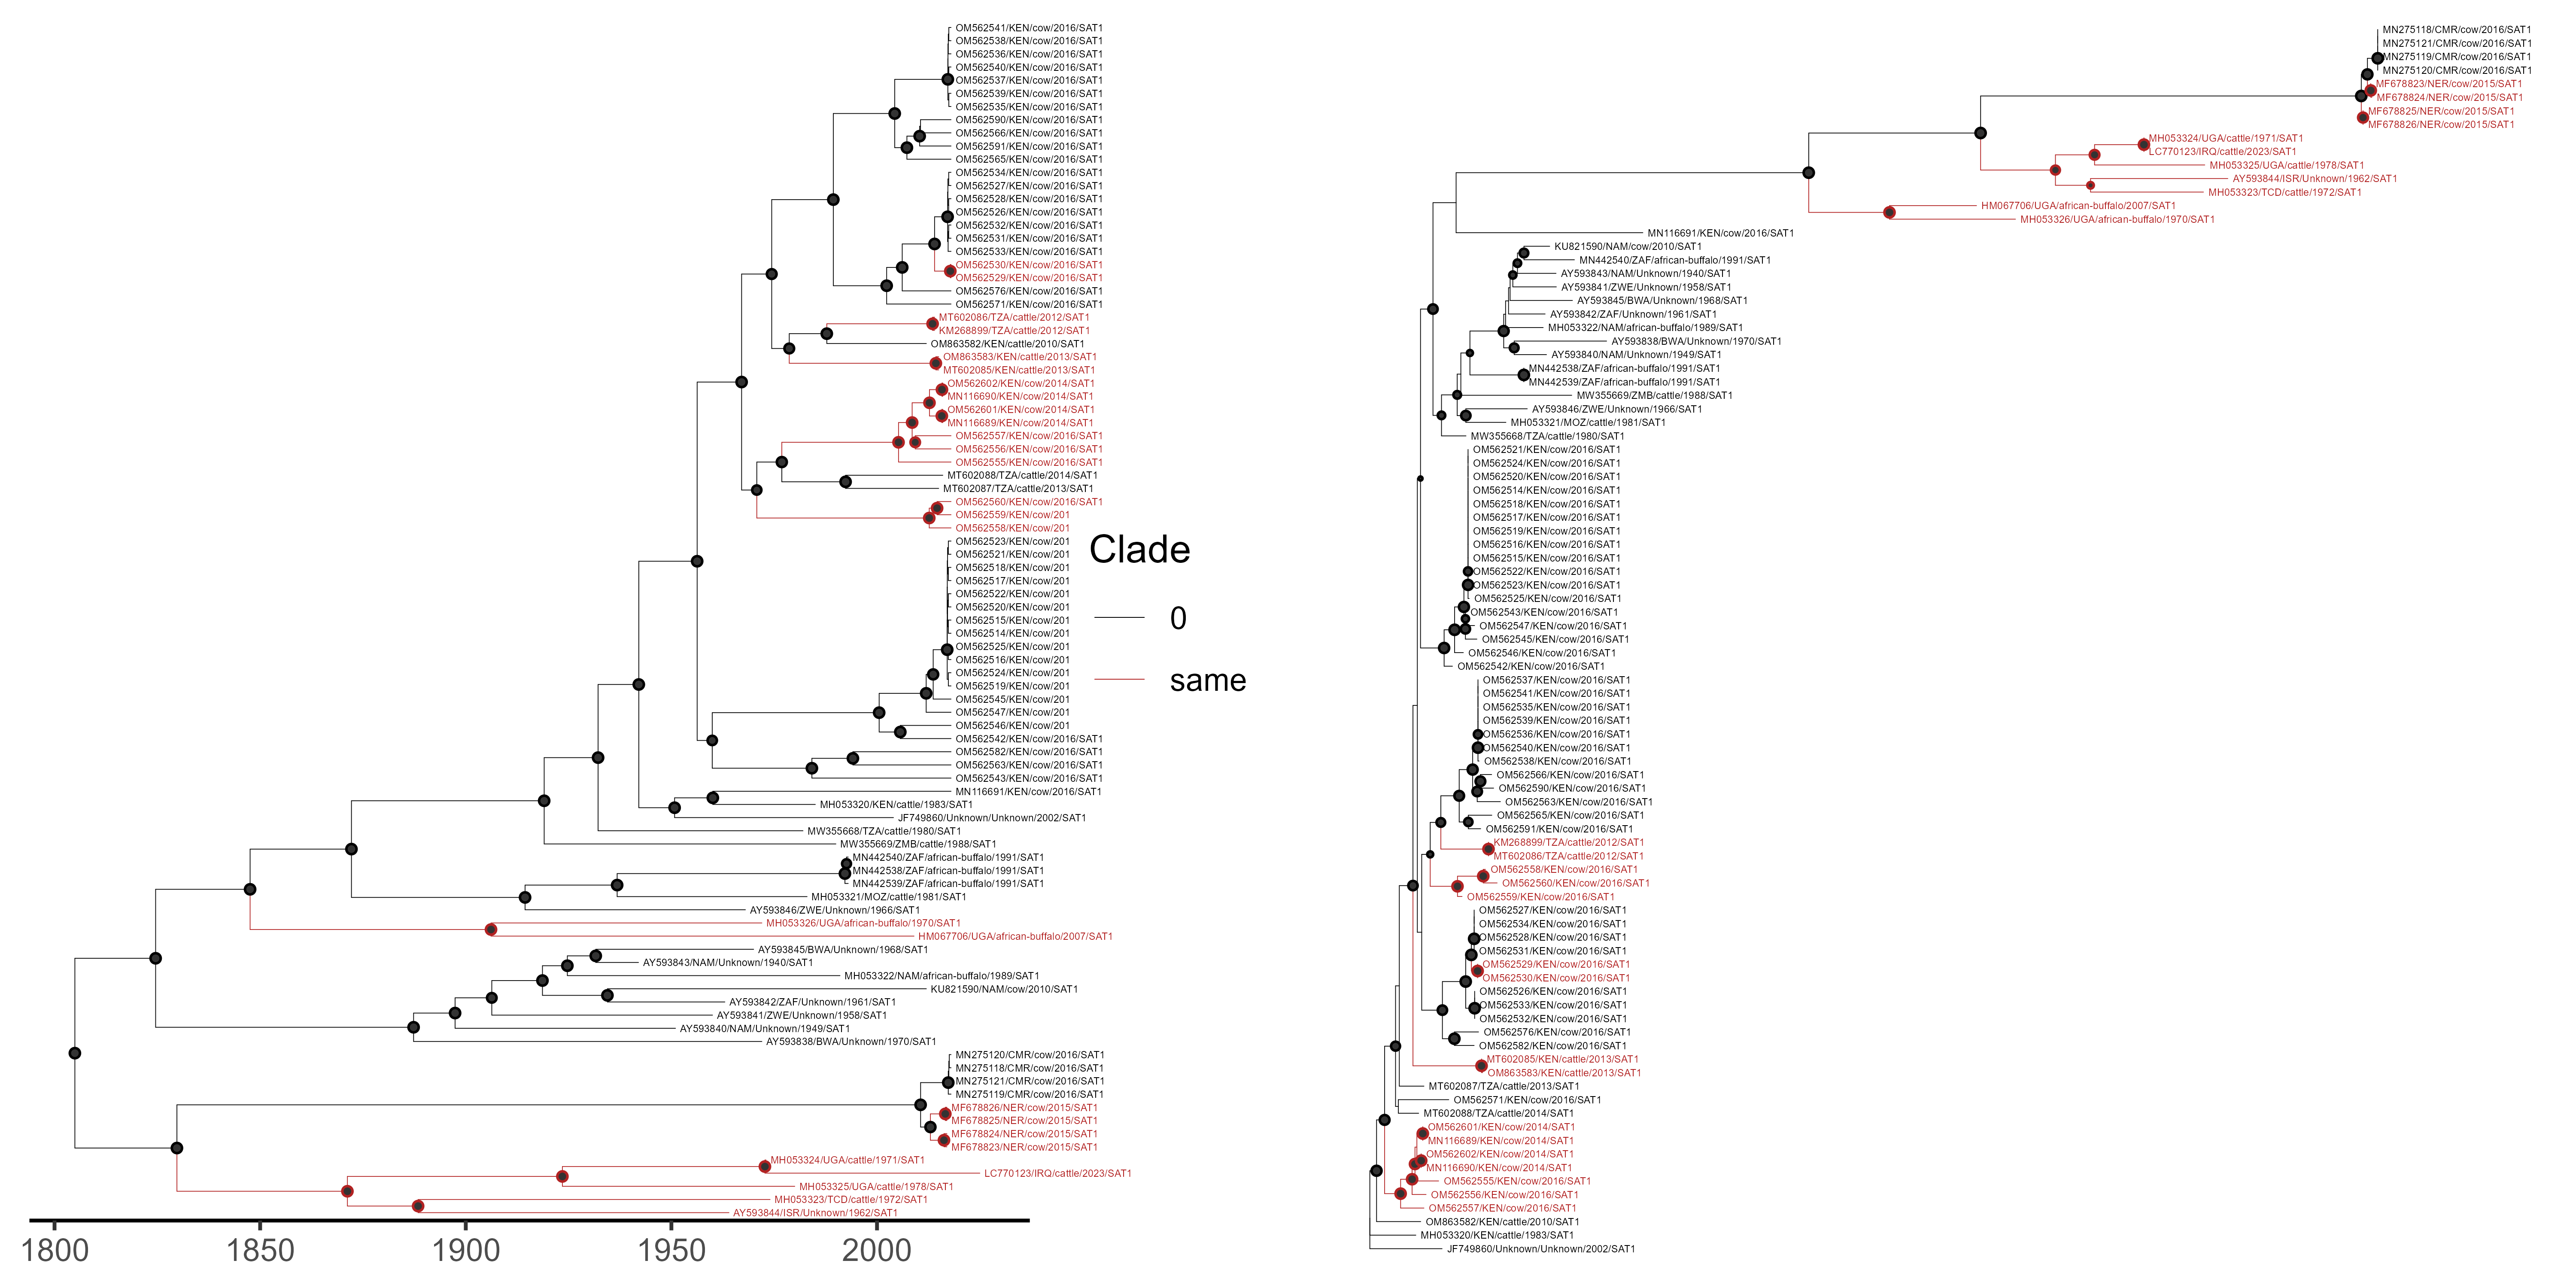 OM562541/KEN/cow/2016/SAT1
OM562538/KEN/cow/2016/SAT1
OM562536/KEN/cow/2016/SAT1
OM562540/KEN/cow/2016/SAT1
OM562537/KEN/cow/2016/SAT1
OM562539/KEN/cow/2016/SAT1
OM562535/KEN/cow/2016/SAT1
OM562590/KEN/cow/2016/SAT1
OM562566/KEN/cow/2016/SAT1
OM562591/KEN/cow/2016/SAT1
OM562565/KEN/cow/2016/SAT1
OM562534/KEN/cow/2016/SAT1
OM562527/KEN/cow/2016/SAT1
OM562528/KEN/cow/2016/SAT1
OM562526/KEN/cow/2016/SAT1
OM562532/KEN/cow/2016/SAT1
OM562531/KEN/cow/2016/SAT1
OM562533/KEN/cow/2016/SAT1
OM562530/KEN/cow/2016/SAT1
OM562529/KEN/cow/2016/SAT1
OM562576/KEN/cow/2016/SAT1
OM562571/KEN/cow/2016/SAT1
MT602086/TZA/cattle/2012/SAT1
KM268899/TZA/cattle/2012/SAT1
OM863582/KEN/cattle/2010/SAT1
OM863583/KEN/cattle/2013/SAT1
MT602085/KEN/cattle/2013/SAT1
OM562602/KEN/cow/2014/SAT1
MN116690/KEN/cow/2014/SAT1
OM562601/KEN/cow/2014/SAT1
MN116689/KEN/cow/2014/SAT1
OM562557/KEN/cow/2016/SAT1
OM562556/KEN/cow/2016/SAT1
OM562555/KEN/cow/2016/SAT1
MT602088/TZA/cattle/2014/SAT1
MT602087/TZA/cattle/2013/SAT1
OM562560/KEN/cow/2016/SAT1
OM562559/KEN/cow/201
OM562558/KEN/cow/201
OM562523/KEN/cow/201
OM562521/KEN/cow/201
OM562518/KEN/cow/201
OM562517/KEN/cow/201
OM562522/KEN/cow/201
OM562520/KEN/cow/201
OM562515/KEN/cow/201
OM562514/KEN/cow/201
OM562525/KEN/cow/201
OM562516/KEN/cow/201
OM562524/KEN/cow/201
OM562519/KEN/cow/201
OM562545/KEN/cow/201
OM562547/KEN/cow/201
OM562546/KEN/cow/201
OM562542/KEN/cow/2016/SAT1
OM562582/KEN/cow/2016/SAT1
OM562563/KEN/cow/2016/SAT1
OM562543/KEN/cow/2016/SAT1
MN116691/KEN/cow/2016/SAT1
MH053320/KEN/cattle/1983/SAT1
JF749860/Unknown/Unknown/2002/SAT1
MW355668/TZA/cattle/1980/SAT1
MW355669/ZMB/cattle/1988/SAT1
MN442540/ZAF/african-buffalo/1991/SAT1
MN442538/ZAF/african-buffalo/1991/SAT1
MN442539/ZAF/african-buffalo/1991/SAT1
MH053321/MOZ/cattle/1981/SAT1
AY593846/ZWE/Unknown/1966/SAT1
MH053326/UGA/african-buffalo/1970/SAT1
HM067706/UGA/african-buffalo/2007/SAT1
AY593845/BWA/Unknown/1968/SAT1
AY593843/NAM/Unknown/1940/SAT1
MH053322/NAM/african-buffalo/1989/SAT1
KU821590/NAM/cow/2010/SAT1
AY593842/ZAF/Unknown/1961/SAT1
AY593841/ZWE/Unknown/1958/SAT1
AY593840/NAM/Unknown/1949/SAT1
AY593838/BWA/Unknown/1970/SAT1
MN275120/CMR/cow/2016/SAT1
MN275118/CMR/cow/2016/SAT1
MN275121/CMR/cow/2016/SAT1
MN275119/CMR/cow/2016/SAT1
MF678826/NER/cow/2015/SAT1
MF678825/NER/cow/2015/SAT1
MF678824/NER/cow/2015/SAT1
MF678823/NER/cow/2015/SAT1
MH053324/UGA/cattle/1971/SAT1
LC770123/IRQ/cattle/2023/SAT1
MH053325/UGA/cattle/1978/SAT1
MH053323/TCD/cattle/1972/SAT1
AY593844/ISR/Unknown/1962/SAT1
1800 1850 1900 1950 2000
Clade
0
same
MN275118/CMR/cow/2016/SAT1
MN275121/CMR/cow/2016/SAT1
MN275119/CMR/cow/2016/SAT1
MN275120/CMR/cow/2016/SAT1
MF678823/NER/cow/2015/SAT1
MF678824/NER/cow/2015/SAT1
MF678825/NER/cow/2015/SAT1
MF678826/NER/cow/2015/SAT1
MH053324/UGA/cattle/1971/SAT1
LC770123/IRQ/cattle/2023/SAT1
MH053325/UGA/cattle/1978/SAT1
AY593844/ISR/Unknown/1962/SAT1
MH053323/TCD/cattle/1972/SAT1
HM067706/UGA/african-buffalo/2007/SAT1
MH053326/UGA/african-buffalo/1970/SAT1
MN116691/KEN/cow/2016/SAT1
KU821590/NAM/cow/2010/SAT1
MN442540/ZAF/african-buffalo/1991/SAT1
AY593843/NAM/Unknown/1940/SAT1
AY593841/ZWE/Unknown/1958/SAT1
AY593845/BWA/Unknown/1968/SAT1
AY593842/ZAF/Unknown/1961/SAT1
MH053322/NAM/african-buffalo/1989/SAT1
AY593838/BWA/Unknown/1970/SAT1
AY593840/NAM/Unknown/1949/SAT1
MN442538/ZAF/african-buffalo/1991/SAT1
MN442539/ZAF/african-buffalo/1991/SAT1
MW355669/ZMB/cattle/1988/SAT1
AY593846/ZWE/Unknown/1966/SAT1
MH053321/MOZ/cattle/1981/SAT1
MW355668/TZA/cattle/1980/SAT1
OM562521/KEN/cow/2016/SAT1
OM562524/KEN/cow/2016/SAT1
OM562520/KEN/cow/2016/SAT1
OM562514/KEN/cow/2016/SAT1
OM562518/KEN/cow/2016/SAT1
OM562517/KEN/cow/2016/SAT1
OM562519/KEN/cow/2016/SAT1
OM562516/KEN/cow/2016/SAT1
OM562515/KEN/cow/2016/SAT1
OM562522/KEN/cow/2016/SAT1
OM562523/KEN/cow/2016/SAT1
OM562525/KEN/cow/2016/SAT1
OM562543/KEN/cow/2016/SAT1
OM562547/KEN/cow/2016/SAT1
OM562545/KEN/cow/2016/SAT1
OM562546/KEN/cow/2016/SAT1
OM562542/KEN/cow/2016/SAT1
OM562537/KEN/cow/2016/SAT1
OM562541/KEN/cow/2016/SAT1
OM562535/KEN/cow/2016/SAT1
OM562539/KEN/cow/2016/SAT1
OM562536/KEN/cow/2016/SAT1
OM562540/KEN/cow/2016/SAT1
OM562538/KEN/cow/2016/SAT1
OM562566/KEN/cow/2016/SAT1
OM562590/KEN/cow/2016/SAT1
OM562563/KEN/cow/2016/SAT1
OM562565/KEN/cow/2016/SAT1
OM562591/KEN/cow/2016/SAT1
KM268899/TZA/cattle/2012/SAT1
MT602086/TZA/cattle/2012/SAT1
OM562558/KEN/cow/2016/SAT1
OM562560/KEN/cow/2016/SAT1
OM562559/KEN/cow/2016/SAT1
OM562527/KEN/cow/2016/SAT1
OM562534/KEN/cow/2016/SAT1
OM562528/KEN/cow/2016/SAT1
OM562531/KEN/cow/2016/SAT1
OM562529/KEN/cow/2016/SAT1
OM562530/KEN/cow/2016/SAT1
OM562526/KEN/cow/2016/SAT1
OM562533/KEN/cow/2016/SAT1
OM562532/KEN/cow/2016/SAT1
OM562576/KEN/cow/2016/SAT1
OM562582/KEN/cow/2016/SAT1
MT602085/KEN/cattle/2013/SAT1
OM863583/KEN/cattle/2013/SAT1
MT602087/TZA/cattle/2013/SAT1
OM562571/KEN/cow/2016/SAT1
MT602088/TZA/cattle/2014/SAT1
OM562601/KEN/cow/2014/SAT1
MN116689/KEN/cow/2014/SAT1
OM562602/KEN/cow/2014/SAT1
MN116690/KEN/cow/2014/SAT1
OM562555/KEN/cow/2016/SAT1
OM562556/KEN/cow/2016/SAT1
OM562557/KEN/cow/2016/SAT1
OM863582/KEN/cattle/2010/SAT1
MH053320/KEN/cattle/1983/SAT1
JF749860/Unknown/Unknown/2002/SAT1